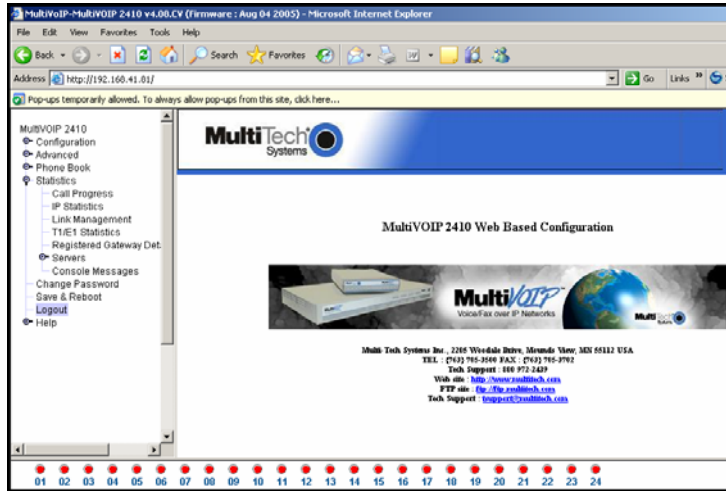 MultiVoIP-MultiVOIP 2410 v4.00.CV (Firmware : Aug 04 2005) - Microsoft Internet Explorer
File Edit View Favorites Tools Help
Back Search Favorites
Address http://192.168.41.81/ Go Links »
Pop-ups temporarily allowed. To always allow pop-ups from this site, click here...
MultiVOIP 2410
Configuration
Advanced
Phone Book
Statistics
Call Progress
IP Statistics
Link Management
T1/E1 Statistics
Registered Gateway Det
Servers
Console Messages
Change Password
Save & Reboot
Logout
Help
MultiTech
Systems
MultiVOIP 2410 Web Based Configuration
MultiVOIP
Voice/Fax over IP Networks
Multi-Tech Systems Inc., 2205 Woodale Drive, Mounds View, MN 55112 USA
TEL : (763) 785-3500 FAX : (763) 785-3702
Tech Support : 800 972-2439
Web site : http://www.multitech.com
FTP site : ftp://ftp.multitech.com
Tech Support : tsupport@multitech.com
01 02 03 04 05 06 07 08 09 10 11 12 13 14 15 16 17 18 19 20 21 22 23 24